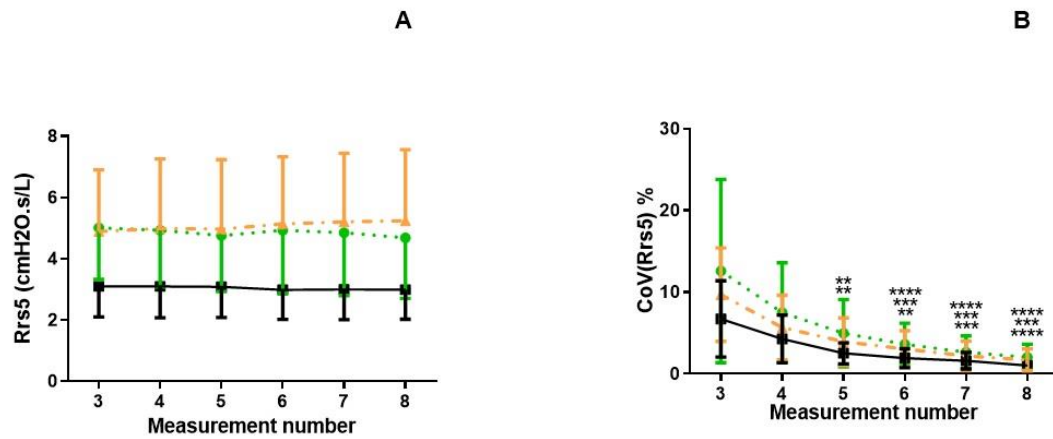 A
B
Rrs5 (cmH2O.s/L)
8
6
4
2
0
3 4 5 6 7 8
Measurement number
CoV(Rrs5) %
30
20
10
0
** **** **** ****
** *** *** ***
** *** ****
3 4 5 6 7 8
Measurement number